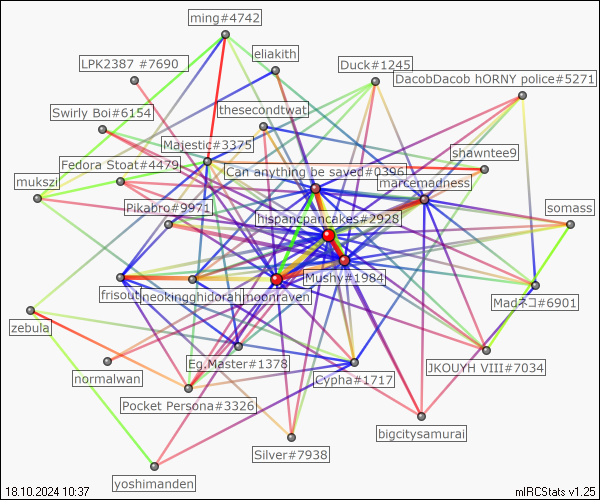 ming#4742
eliakith
LPK2387 #7690
Duck#1245
DacobDacob hORNY police#5271
Swirly Boi#6154
thesecondtwat
Majestic#3375
shawntee9
Fedora Stoat#4479
Can anything be saved#0396
mukszi
marcemadness
Pikabro#9971
hispancpancakes#2928
somass
Mushy#1984
frisout
neokingghidorah
moonraven
Madネコ#6901
zebula
Eg.Master#1378
JKOUYH VIII#7034
normalwan
Cypha#1717
Pocket Persona#3326
bigcitysamurai
Silver#7938
yoshimanden
18.10.2024 10:37
mIRCStats v1.25